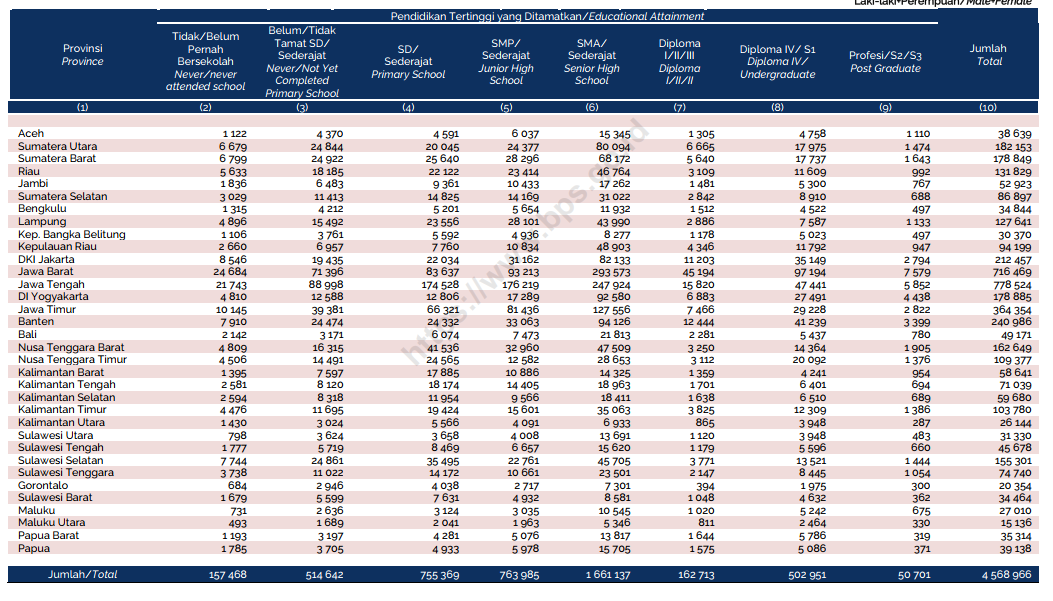 Laki-laki+Perempuan/Male+Female
Pendidikan Tertinggi yang Ditamatkan/Educational Attainment
Provinsi
Province
Tidak/Belum
Pernah
Bersekolah
Never/never
attended school
Belum/Tidak
Tamat SD/
Sederajat
Never/Not Yet
Completed
Primary School
SD/
Sederajat
Primary School
SMP/
Sederajat
Junior High
School
SMA/
Sederajat
Senior High
School
Diploma
I/II/III
Diploma
I/II/II
Diploma IV/ S1
Diploma IV/
Undergraduate
Profesi/S2/S3
Post Graduate
Jumlah
Total
(1) (2) (3) (4) (5) (6) (7) (8) (9) (10)
Aceh 1 122 4 370 4 591 6 037 15 345 1 305 4 758 1 110 38 639
Sumatera Utara 6 679 24 844 20 045 24 377 80 094 6 665 17 975 1 474 182 153
Sumatera Barat 6 799 24 922 25 640 28 296 68 172 5 640 17 737 1 643 178 849
Riau 5 633 18 185 22 122 23 414 46 764 3 109 11 609 992 131 829
Jambi 1 836 6 483 9 361 10 433 17 262 1 481 5 300 767 52 923
Sumatera Selatan 3 029 11 413 14 825 14 169 31 022 2 842 8 910 688 86 897
Bengkulu 1 315 4 212 5 201 5 654 11 932 1 512 4 522 497 34 844
Lampung 4 896 15 492 23 556 28 101 43 990 2 886 7 587 1 133 127 641
Kep. Bangka Belitung 1 106 3 761 5 592 4 936 8 277 1 178 5 023 497 30 370
Kepulauan Riau 2 660 6 957 7 760 10 834 48 903 4 346 11 792 947 94 199
DKI Jakarta 8 546 19 435 22 034 31 162 82 133 11 203 35 149 2 794 212 457
Jawa Barat 24 684 71 396 83 637 93 213 293 573 45 194 97 194 7 579 716 469
Jawa Tengah 21 743 88 998 174 528 176 219 247 924 15 820 47 441 5 852 778 524
DI Yogyakarta 4 810 12 588 12 806 17 289 92 580 6 883 27 491 4 438 178 885
Jawa Timur 10 145 39 381 66 321 81 436 127 556 7 466 29 228 2 822 364 354
Banten 7 910 24 474 24 332 33 063 94 126 12 444 41 239 3 399 240 986
Bali 2 142 3 171 6 074 7 473 21 813 2 281 5 437 780 49 171
Nusa Tenggara Barat 4 809 16 315 41 536 32 960 47 509 3 250 14 364 1 905 162 649
Nusa Tenggara Timur 4 506 14 491 24 565 12 582 28 653 3 112 20 092 1 376 109 377
Kalimantan Barat 1 395 7 597 17 885 10 886 14 325 1 359 4 241 954 58 641
Kalimantan Tengah 2 581 8 120 18 174 14 405 18 963 1 701 6 401 694 71 039
Kalimantan Selatan 2 594 8 318 11 954 9 566 18 411 1 638 6 510 689 59 680
Kalimantan Timur 4 476 11 695 19 424 15 601 35 063 3 825 12 309 1 386 103 780
Kalimantan Utara 1 430 3 024 5 566 4 091 6 933 865 3 948 287 26 144
Sulawesi Utara 798 3 624 3 658 4 008 13 691 1 120 3 948 483 31 330
Sulawesi Tengah 1 777 5 719 8 469 6 657 15 620 1 179 5 596 660 45 678
Sulawesi Selatan 7 744 24 861 35 495 22 761 45 705 3 771 13 521 1 444 155 301
Sulawesi Tenggara 3 738 11 022 14 172 10 661 23 501 2 147 8 445 1 054 74 740
Gorontalo 684 2 946 4 038 2 717 7 301 394 1 975 300 20 354
Sulawesi Barat 1 679 5 599 7 631 4 932 8 581 1 048 4 632 362 34 464
Maluku 731 2 636 3 124 3 035 10 545 1 020 5 242 675 27 010
Maluku Utara 493 1 689 2 041 1 963 5 346 811 2 464 330 15 136
Papua Barat 1 193 3 197 4 281 5 076 13 817 1 644 5 786 319 35 314
Papua 1 785 3 705 4 933 5 978 15 705 1 575 5 086 371 39 138
Jumlah/Total 157 468 514 642 755 369 763 985 1 661 137 162 713 502 951 50 701 4 568 966